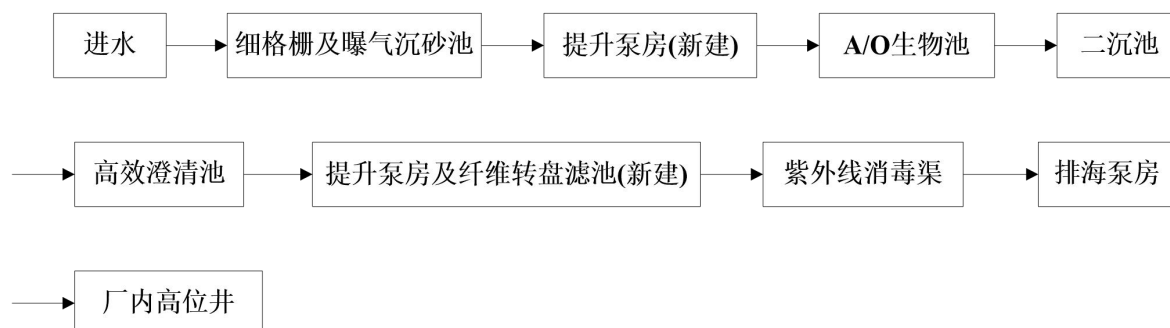 进水
细格栅及曝气沉砂池
提升泵房(新建)
A/O生物池
二沉池
高效澄清池
提升泵房及纤维转盘滤池(新建)
紫外线消毒渠
排海泵房
厂内高位井